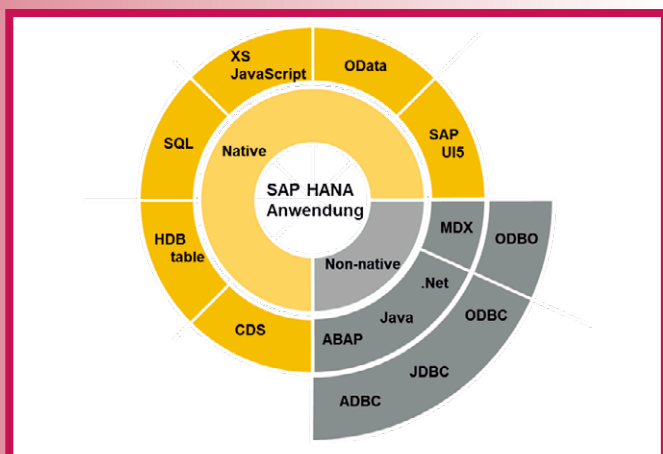 XS
JavaScript
OData
SQL
SAP
UI5
Native
SAP HANA
Anwendung
HDB
table
MDX
ODBO
Non-native
.Net
CDS
ABAP
Java
ODBC
ADBC
JDBC